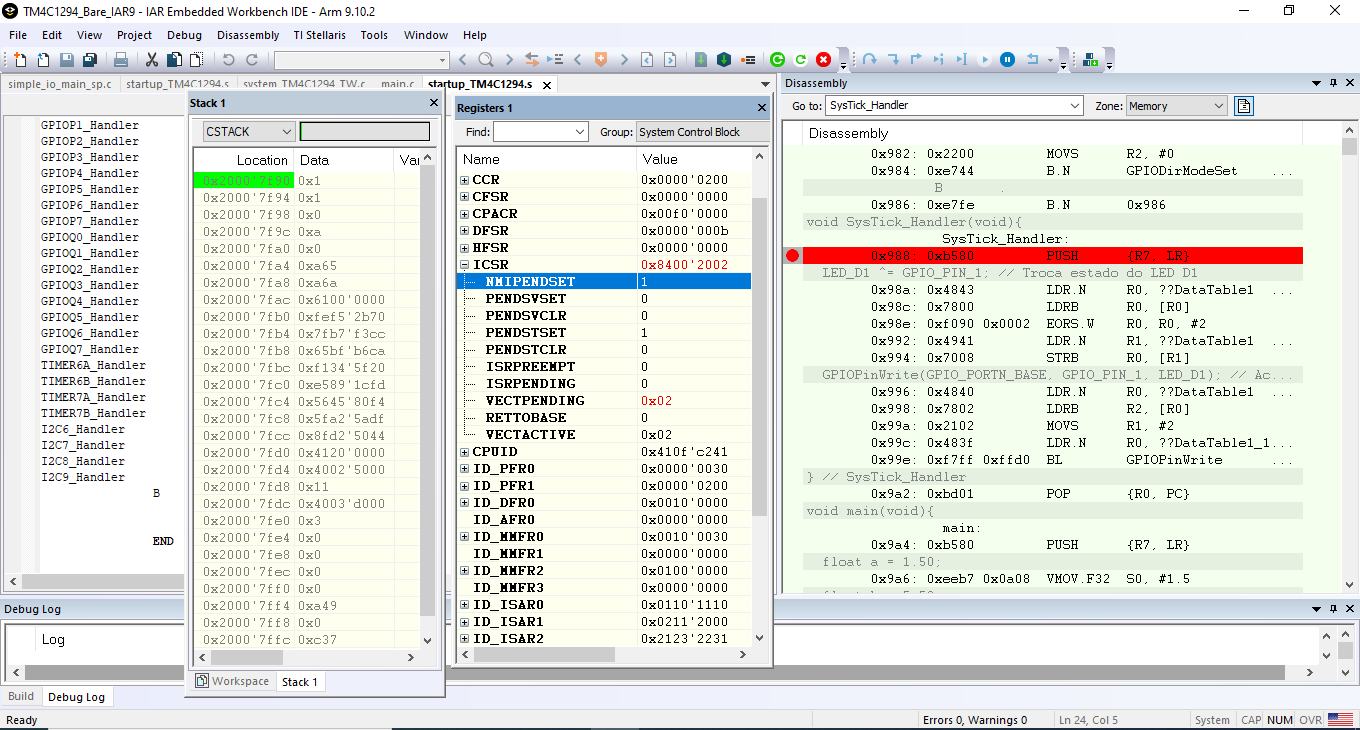 TM4C1294_Bare_IAR9 - IAR Embedded Workbench IDE - Arm 9.10.2
File Edit View Project Debug Disassembly TI Stellaris Tools Window Help
simple_io_main_sp.c startup_TM4C1294.s system_TM4C1294_TW.c main.c startup_TM4C1294.s
GPIOP1_Handler
GPIOP2_Handler
GPIOP3_Handler
GPIOP4_Handler
GPIOP5_Handler
GPIOP6_Handler
GPIOP7_Handler
GPIOQ0_Handler
GPIOQ1_Handler
GPIOQ2_Handler
GPIOQ3_Handler
GPIOQ4_Handler
GPIOQ5_Handler
GPIOQ6_Handler
GPIOQ7_Handler
TIMER6A_Handler
TIMER6B_Handler
TIMER7A_Handler
TIMER7B_Handler
I2C6_Handler
I2C7_Handler
I2C8_Handler
I2C9_Handler
B
END
Stack 1
CSTACK
Location Data Var
0x2000'7f90 0x1
0x2000'7f94 0x1
0x2000'7f98 0x0
0x2000'7f9c 0xa
0x2000'7fa0 0x0
0x2000'7fa4 0xa65
0x2000'7fa8 0xa6a
0x2000'7fac 0x6100'0000
0x2000'7fb0 0xfef5'2b70
0x2000'7fb4 0x7fb7'f3cc
0x2000'7fb8 0x65bf'b6ca
0x2000'7fbc 0xf134'5f20
0x2000'7fc0 0xe589'1cfd
0x2000'7fc4 0x5645'80f4
0x2000'7fc8 0x5fa2'5adf
0x2000'7fcc 0x8fd2'5044
0x2000'7fd0 0x4120'0000
0x2000'7fd4 0x4002'5000
0x2000'7fd8 0x11
0x2000'7fdc 0x4003'd000
0x2000'7fe0 0x3
0x2000'7fe4 0x0
0x2000'7fe8 0x0
0x2000'7fec 0x0
0x2000'7ff0 0x0
0x2000'7ff4 0xa49
0x2000'7ff8 0x0
0x2000'7ffc 0xc37
Workspace Stack 1
Registers 1
Find: Group: System Control Block
Name Value
CCR 0x0000'0200
CFSR 0x0000'0000
CPACR 0x00f0'0000
DFSR 0x0000'000b
HFSR 0x0000'0000
ICSR 0x8400'2002
NMIPENDSET 1
PENDSVSET 0
PENDSVCLR 0
PENDSTSET 1
PENDSTCLR 0
ISRPREEMPT 0
ISRPENDING 0
VECTPENDING 0x02
RETTOBASE 0
VECTACTIVE 0x02
CPUID 0x410f'c241
ID_PFR0 0x0000'0030
ID_PFR1 0x0000'0200
ID_DFR0 0x0010'0000
ID_AFR0 0x0000'0000
ID_MMFR0 0x0010'0030
ID_MMFR1 0x0000'0000
ID_MMFR2 0x0100'0000
ID_MMFR3 0x0000'0000
ID_ISAR0 0x0110'1110
ID_ISAR1 0x0211'2000
ID_ISAR2 0x2123'2231
Disassembly
Go to: SysTick_Handler Zone: Memory
Disassembly
0x982: 0x2200 MOVS R2, #0
0x984: 0xe744 B.N GPIODirModeSet ...
B .
0x986: 0xe7fe B.N 0x986
void SysTick_Handler(void){
SysTick_Handler:
0x988: 0xb580 PUSH {R7, LR}
LED_D1 ^= GPIO_PIN_1; // Troca estado do LED D1
0x98a: 0x4843 LDR.N R0, ??DataTable1 ...
0x98c: 0x7800 LDRB R0, [R0]
0x98e: 0xf090 0x0002 EORS.W R0, R0, #2
0x992: 0x4941 LDR.N R1, ??DataTable1 ...
0x994: 0x7008 STRB R0, [R1]
GPIOPinWrite(GPIO_PORTN_BASE, GPIO_PIN_1, LED_D1); // Ac...
0x996: 0x4840 LDR.N R0, ??DataTable1 ...
0x998: 0x7802 LDRB R2, [R0]
0x99a: 0x2102 MOVS R1, #2
0x99c: 0x483f LDR.N R0, ??DataTable1_1...
0x99e: 0xf7ff 0xffd0 BL GPIOPinWrite ...
} // SysTick_Handler
0x9a2: 0xbd01 POP {R0, PC}
void main(void){
main:
0x9a4: 0xb580 PUSH {R7, LR}
float a = 1.50;
0x9a6: 0xeeb7 0x0a08 VMOV.F32 S0, #1.5
Debug Log
Log
Build Debug Log
Ready Errors 0, Warnings 0 Ln 24, Col 5 System CAP NUM OVR